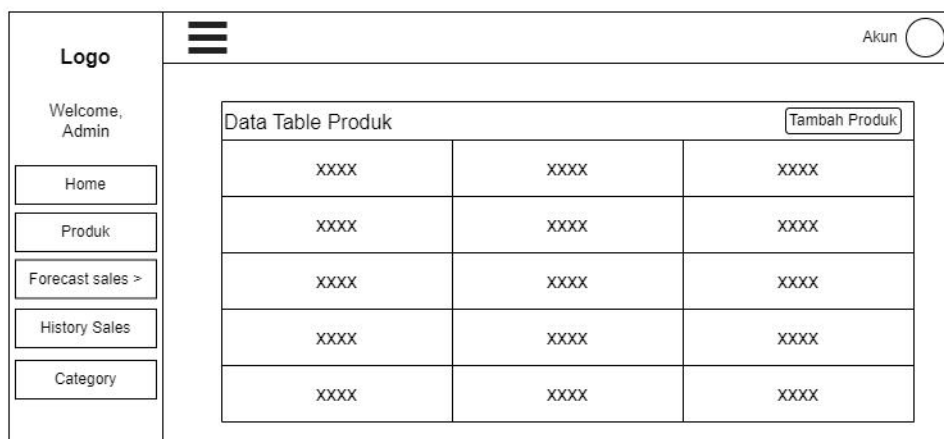 Logo
Welcome,
Admin
Home
Produk
Forecast sales >
History Sales
Category
Akun
Data Table Produk
Tambah Produk
XXXX XXXX XXXX
XXXX XXXX XXXX
XXXX XXXX XXXX
XXXX XXXX XXXX
XXXX XXXX XXXX